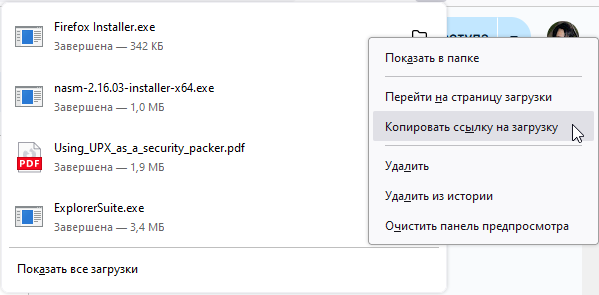 Firefox Installer.exe
Завершена — 342 КБ
nasm-2.16.03-installer-x64.exe
Завершена — 1,0 МБ
Using_UPX_as_a_security_packer.pdf
Завершена — 1,9 МБ
PDF
ExplorerSuite.exe
Завершена — 3,4 МБ
Показать все загрузки
Показать в папке
Перейти на страницу загрузки
Копировать ссылку на загрузку
Удалить
Удалить из истории
Очистить панель предпросмотра